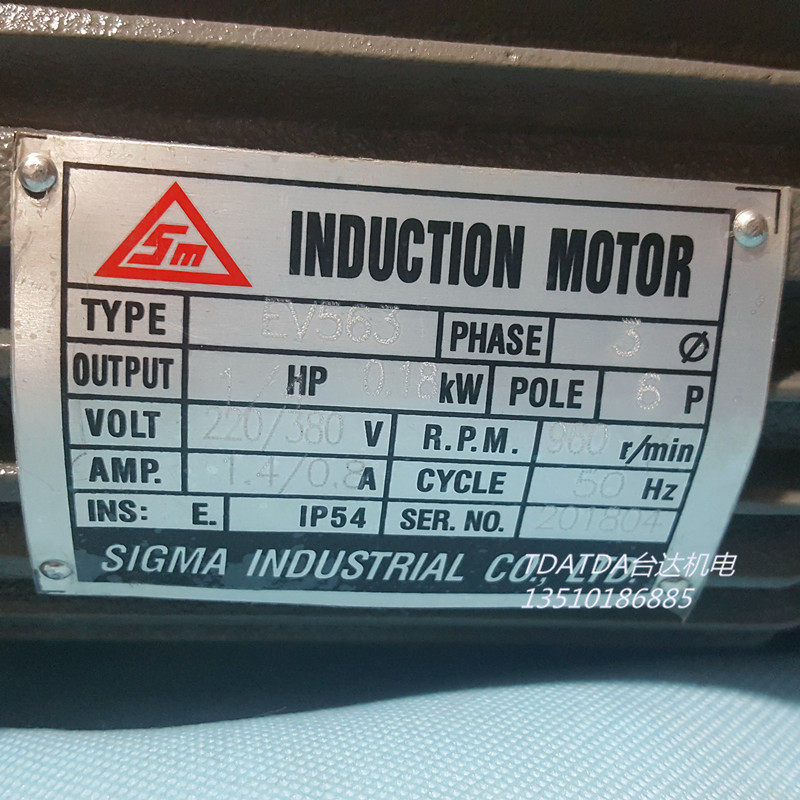 Sm INDUCTION MOTOR
TYPE EV563 PHASE 3 Ø
OUTPUT 1/4 HP 0.18 kW POLE 6 P
VOLT 220/380 V R.P.M. 960 r/min
AMP. 1.4/0.8 A CYCLE 50 Hz
INS: E. IP54 SER. NO. 201804
SIGMA INDUSTRIAL CO., LTD.
TDATDA台达机电
13510186885